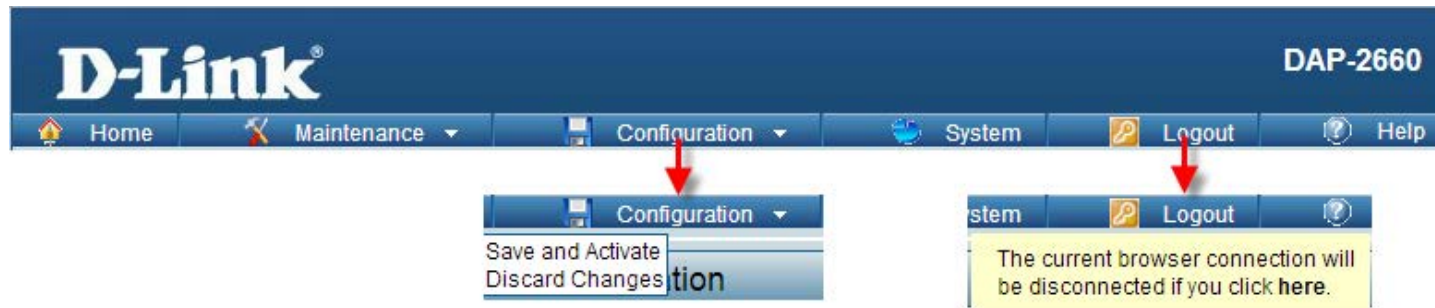 D-Link®
DAP-2660
Home Maintenance Configuration System Logout Help
Configuration
Save and Activate
Discard Changes
tion
stem Logout
The current browser connection will
be disconnected if you click here.